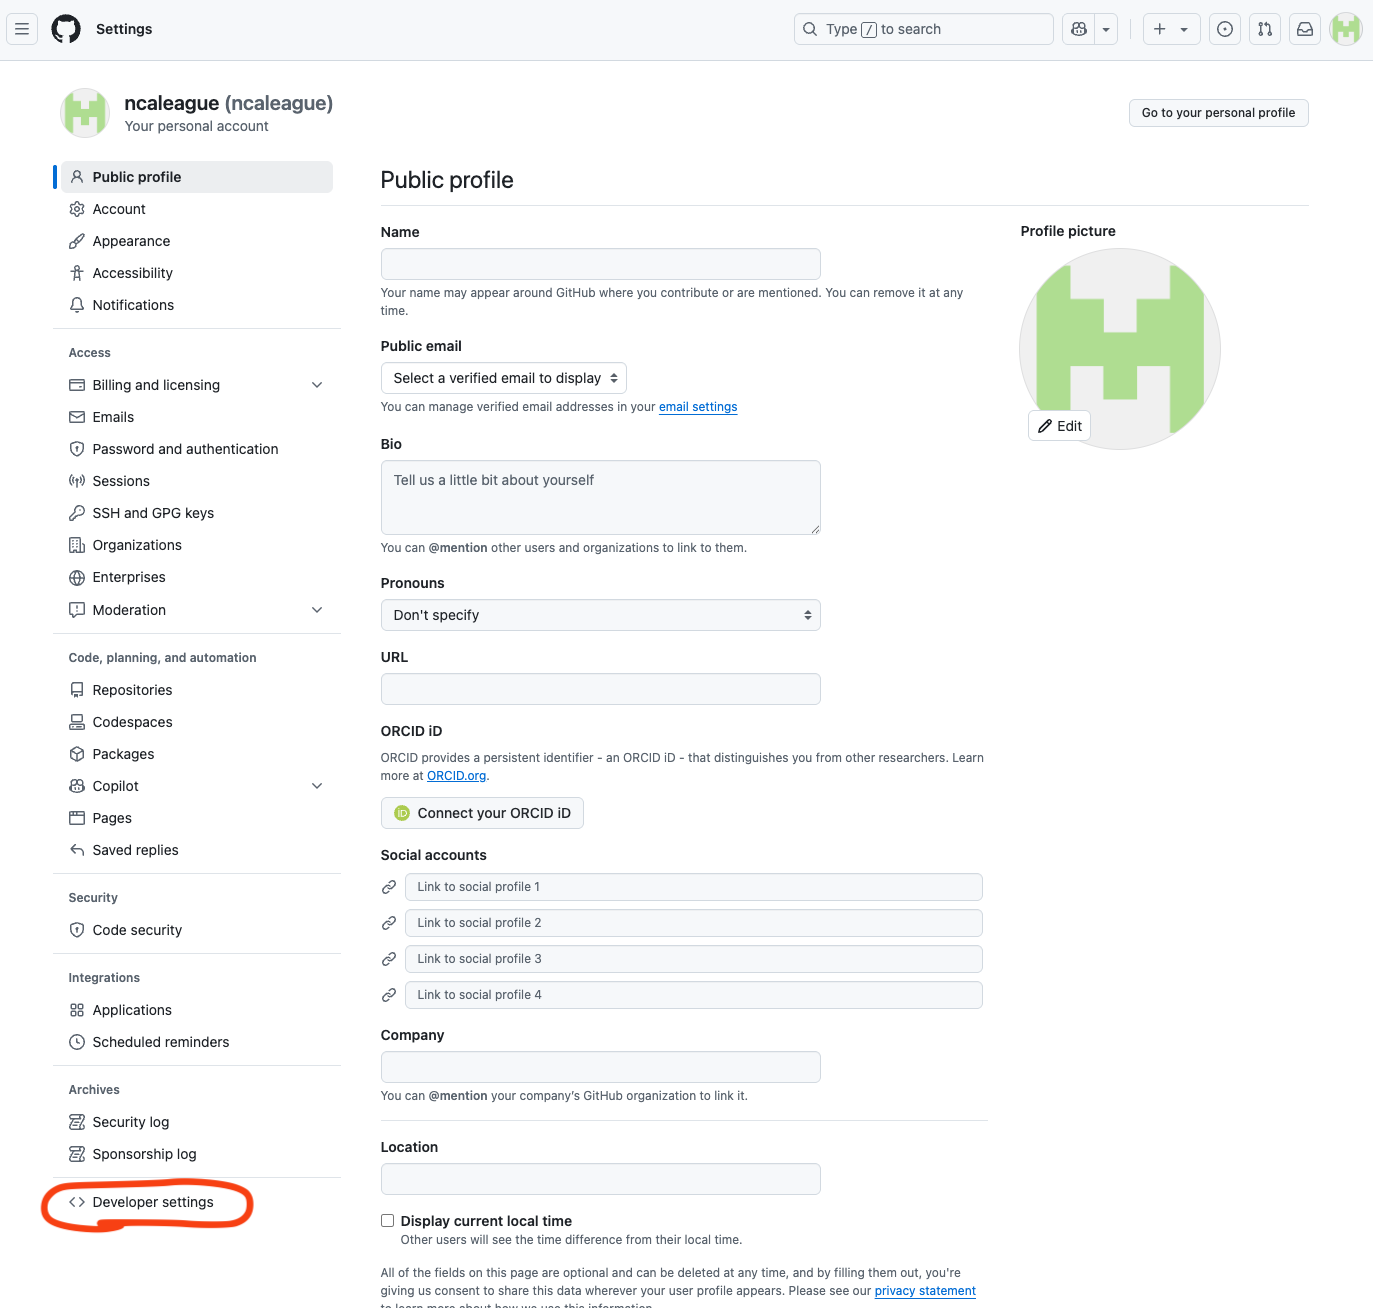 Settings
Type / to search
ncaleague (ncaleague)
Your personal account
Go to your personal profile
Public profile
Account
Appearance
Accessibility
Notifications
Access
Billing and licensing
Emails
Password and authentication
Sessions
SSH and GPG keys
Organizations
Enterprises
Moderation
Code, planning, and automation
Repositories
Codespaces
Packages
Copilot
Pages
Saved replies
Security
Code security
Integrations
Applications
Scheduled reminders
Archives
Security log
Sponsorship log
Developer settings
Public profile
Name
Your name may appear around GitHub where you contribute or are mentioned. You can remove it at any
time.
Public email
Select a verified email to display
You can manage verified email addresses in your email settings
Bio
Tell us a little bit about yourself
You can @mention other users and organizations to link to them.
Pronouns
Don't specify
URL
ORCID iD
ORCID provides a persistent identifier - an ORCID iD - that distinguishes you from other researchers. Learn
more at ORCID.org.
iD Connect your ORCID iD
Social accounts
Link to social profile 1
Link to social profile 2
Link to social profile 3
Link to social profile 4
Company
You can @mention your company's GitHub organization to link it.
Location
Display current local time
Other users will see the time difference from their local time.
All of the fields on this page are optional and can be deleted at any time, and by filling them out, you're
giving us consent to share this data wherever your user profile appears. Please see our privacy statement
to learn more about how we use this information.
Profile picture
Edit